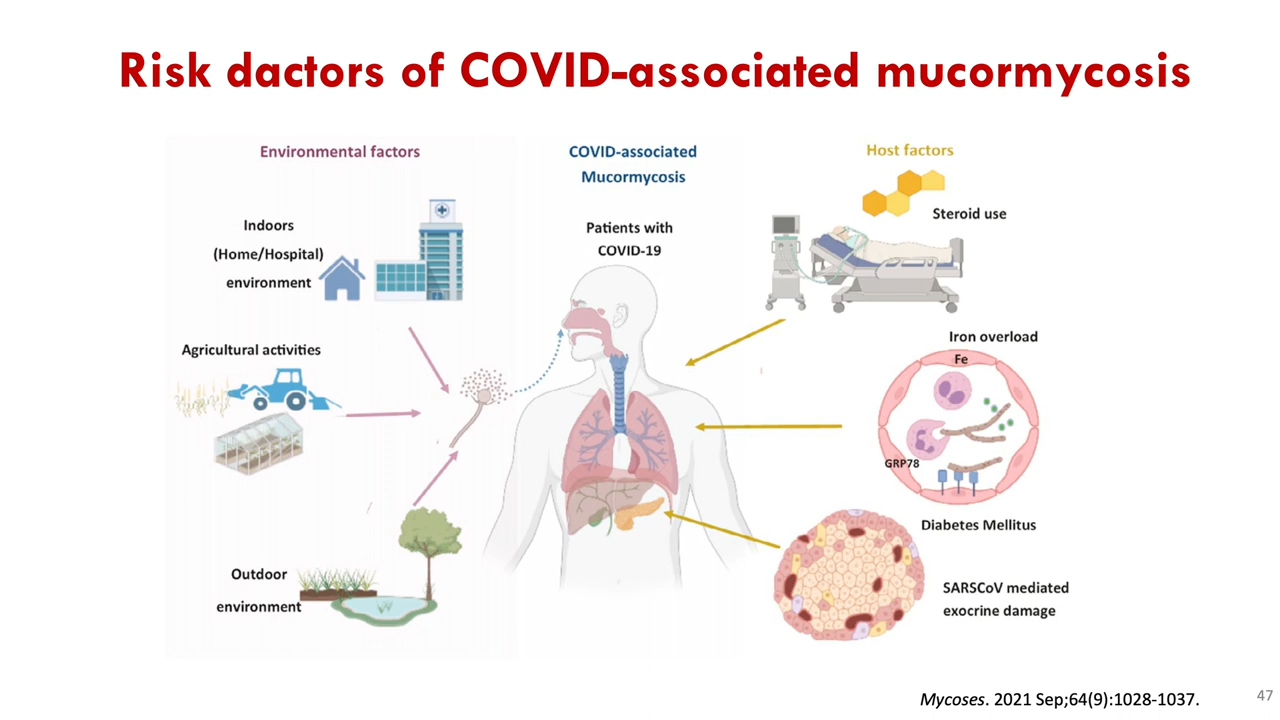 Risk dactors of COVID-associated mucormycosis
Environmental factors
Indoors
(Home/Hospital)
environment
Agricultural activities
Outdoor
environment
COVID-associated
Mucormycosis
Patients with
COVID-19
Host factors
Steroid use
Iron overload
Fe
GRP78
Diabetes Mellitus
SARSCoV mediated
exocrine damage
Mycoses. 2021 Sep;64(9):1028-1037.
47